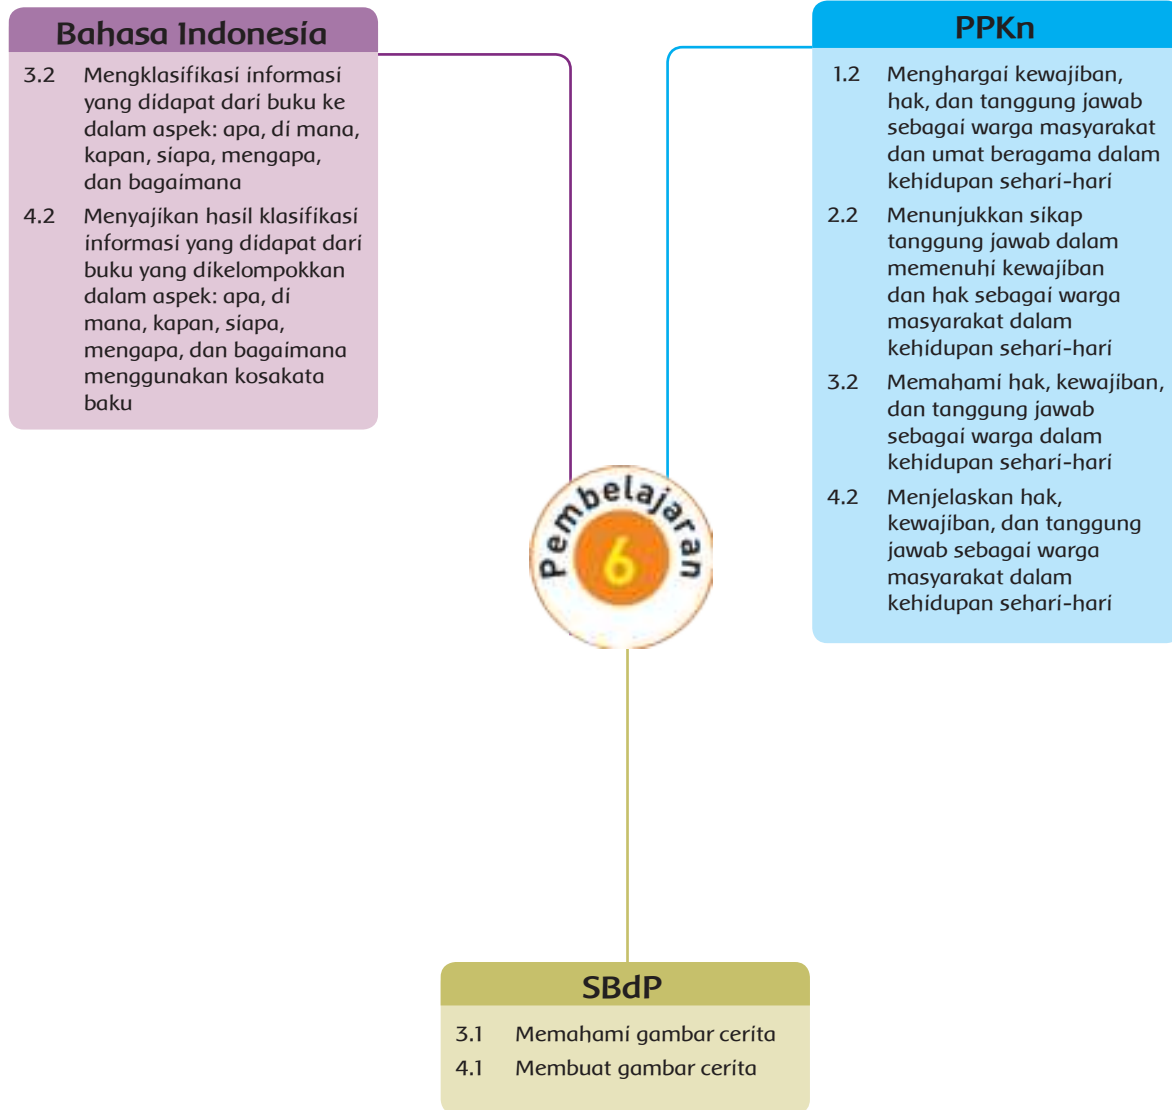 Bahasa Indonesia
3.2 Mengklasifikasi informasi
yang didapat dari buku ke
dalam aspek: apa, di mana,
kapan, siapa, mengapa,
dan bagaimana
4.2 Menyajikan hasil klasifikasi
informasi yang didapat dari
buku yang dikelompokkan
dalam aspek: apa, di
mana, kapan, siapa,
mengapa, dan bagaimana
menggunakan kosakata
baku
PPKn
1.2 Menghargai kewajiban,
hak, dan tanggung jawab
sebagai warga masyarakat
dan umat beragama dalam
kehidupan sehari-hari
2.2 Menunjukkan sikap
tanggung jawab dalam
memenuhi kewajiban
dan hak sebagai warga
masyarakat dalam
kehidupan sehari-hari
3.2 Memahami hak, kewajiban,
dan tanggung jawab
sebagai warga dalam
kehidupan sehari-hari
4.2 Menjelaskan hak,
kewajiban, dan tanggung
jawab sebagai warga
masyarakat dalam
kehidupan sehari-hari
Pembelajaran
6
SBdP
3.1 Memahami gambar cerita
4.1 Membuat gambar cerita